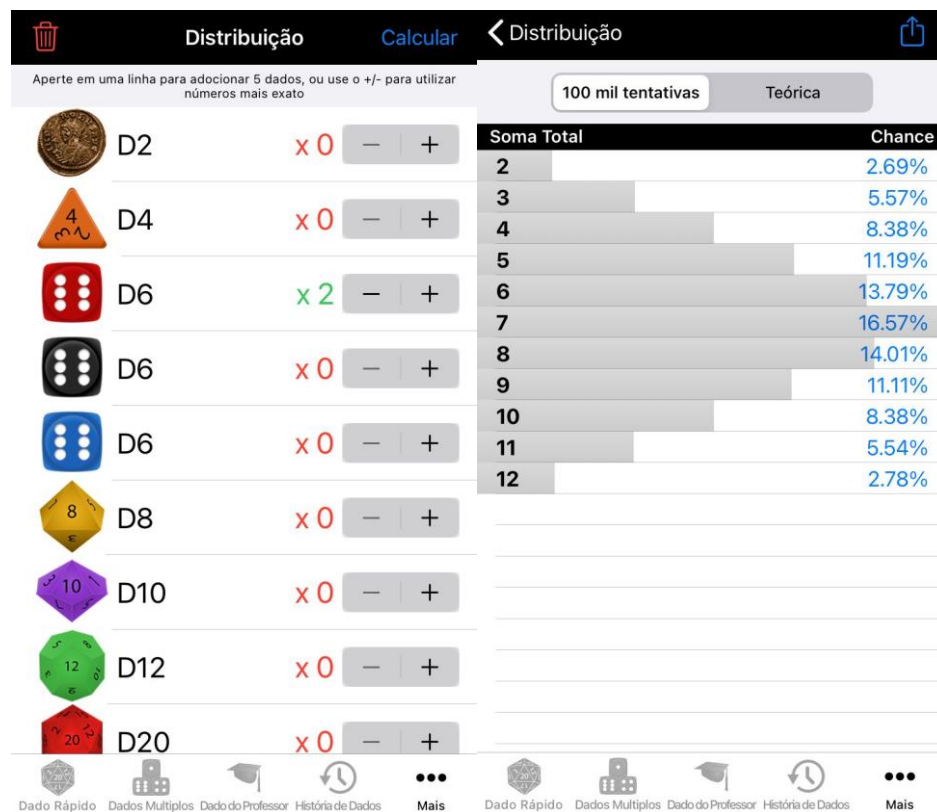 Distribuição
Calcular
Aperte em uma linha para adocionar 5 dados, ou use o +/- para utilizar
números mais exato
D2 x 0 − +
D4 x 0 − +
D6 x 2 − +
D6 x 0 − +
D6 x 0 − +
D8 x 0 − +
D10 x 0 − +
D12 x 0 − +
D20 x 0 − +
Dado Rápido
Dados Multiplos
Dado do Professor
História de Dados
Mais
Distribuição
100 mil tentativas
Teórica
Soma Total Chance
2 2.69%
3 5.57%
4 8.38%
5 11.19%
6 13.79%
7 16.57%
8 14.01%
9 11.11%
10 8.38%
11 5.54%
12 2.78%
Dado Rápido
Dados Multiplos
Dado do Professor
História de Dados
Mais